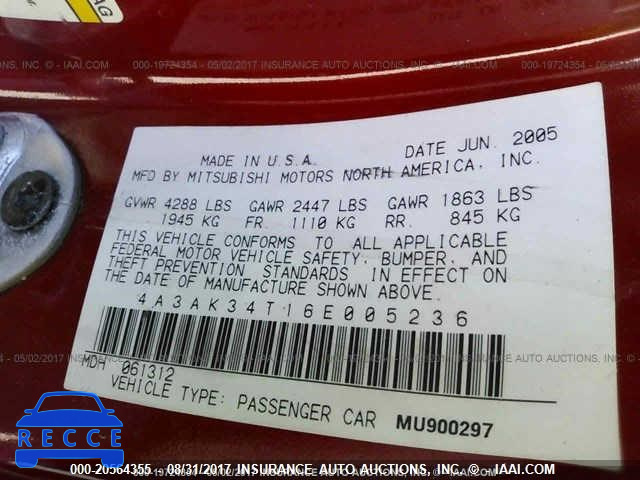 AG
000-19724354 - 05/02/2017 INSURANCE AUTO AUCTIONS, INC. © - IAAI.COM
MADE IN U.S.A. DATE JUN. 2005
MFD BY MITSUBISHI MOTORS NORTH AMERICA, INC.
GVWR 4288 LBS GAWR 2447 LBS GAWR 1863 LBS
1945 KG FR. 1110 KG RR. 845 KG
THIS VEHICLE CONFORMS TO ALL APPLICABLE
FEDERAL MOTOR VEHICLE SAFETY, BUMPER, AND
THEFT PREVENTION STANDARDS IN EFFECT ON
THE DATE OF MANUFACTURE SHOWN ABOVE.
4A3AK34T16E005236
MDH 061312
VEHICLE TYPE: PASSENGER CAR MU900297
RECCE
000-20564355 - 08/31/2017 INSURANCE AUTO AUCTIONS, INC. © - IAAI.COM